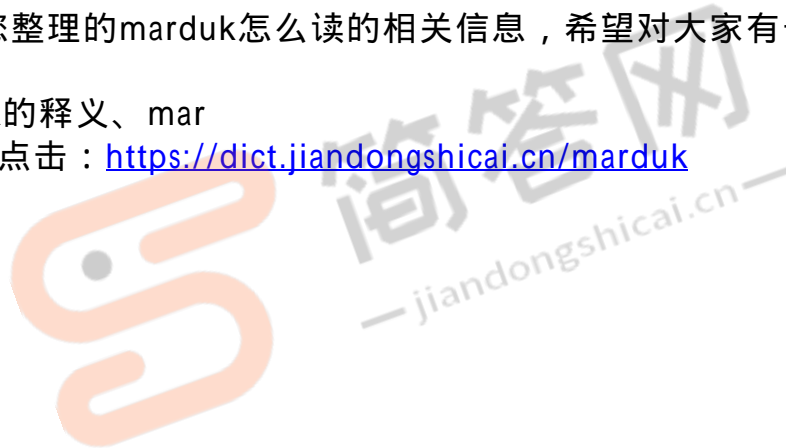 整理的marduk怎么读的相关信息，希望对大家有
的释义、mar
点击：https://dict.jiandongshicai.cn/marduk
简答网
jiandongshicai.cn